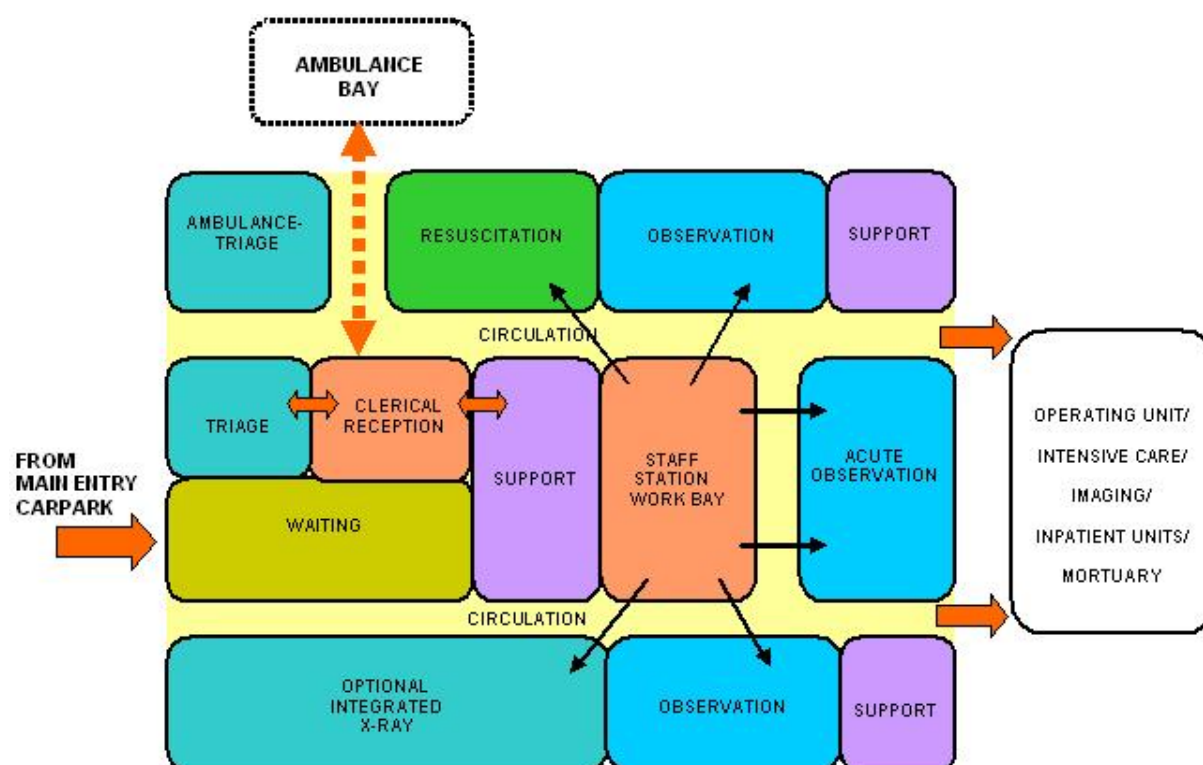 AMBULANCE
BAY
AMBULANCE-
TRIAGE
RESUSCITATION
OBSERVATION
SUPPORT
CIRCULATION
TRIAGE
CLERICAL
RECEPTION
SUPPORT
STAFF
STATION
WORK BAY
ACUTE
OBSERVATION
OPERATING UNIT/
INTENSIVE CARE/
IMAGING/
INPATIENT UNITS/
MORTUARY
FROM
MAIN ENTRY
CARPARK
WAITING
CIRCULATION
OPTIONAL
INTEGRATED
X-RAY
OBSERVATION
SUPPORT